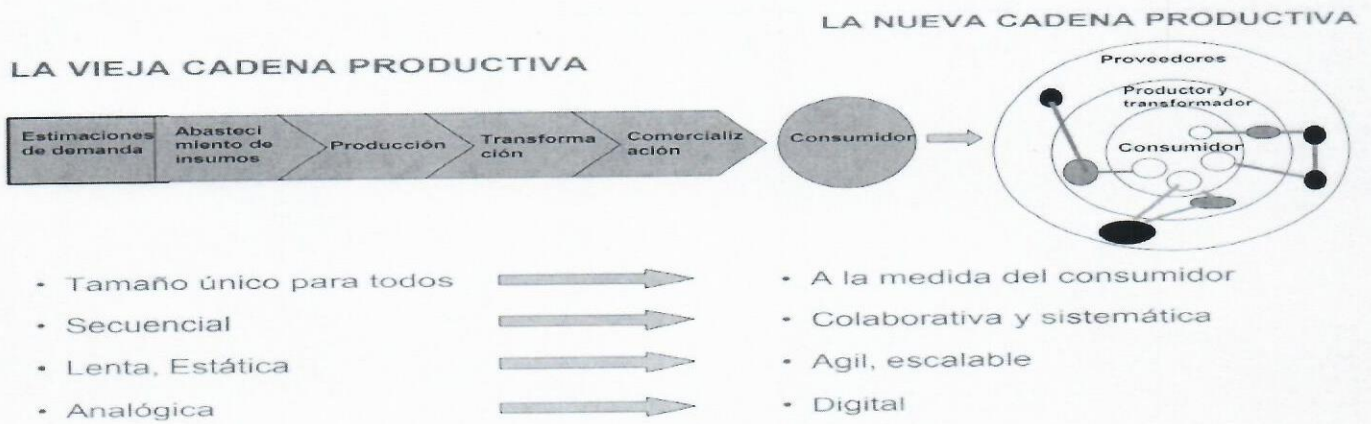 LA NUEVA CADENA PRODUCTIVA
LA VIEJA CADENA PRODUCTIVA
Estimaciones
de demanda
Abasteci
miento de
insumos
Producción
Transforma
ción
Comercializ
ación
Consumidor
Proveedores
Productor y
transformador
Consumidor
• Tamaño único para todos
• A la medida del consumidor
• Secuencial
• Colaborativa y sistemática
• Lenta, Estática
• Agil, escalable
• Analógica
• Digital